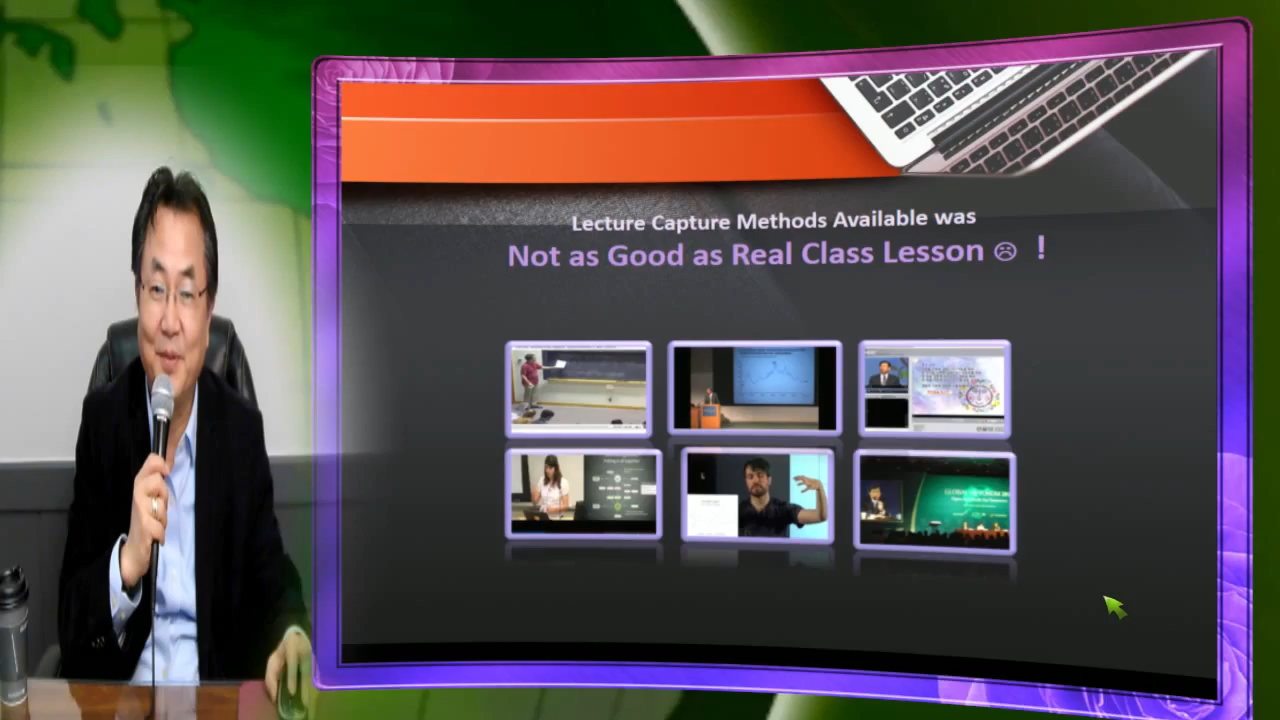 Lecture Capture Methods Available was
Not as Good as Real Class Lesson ☹ !